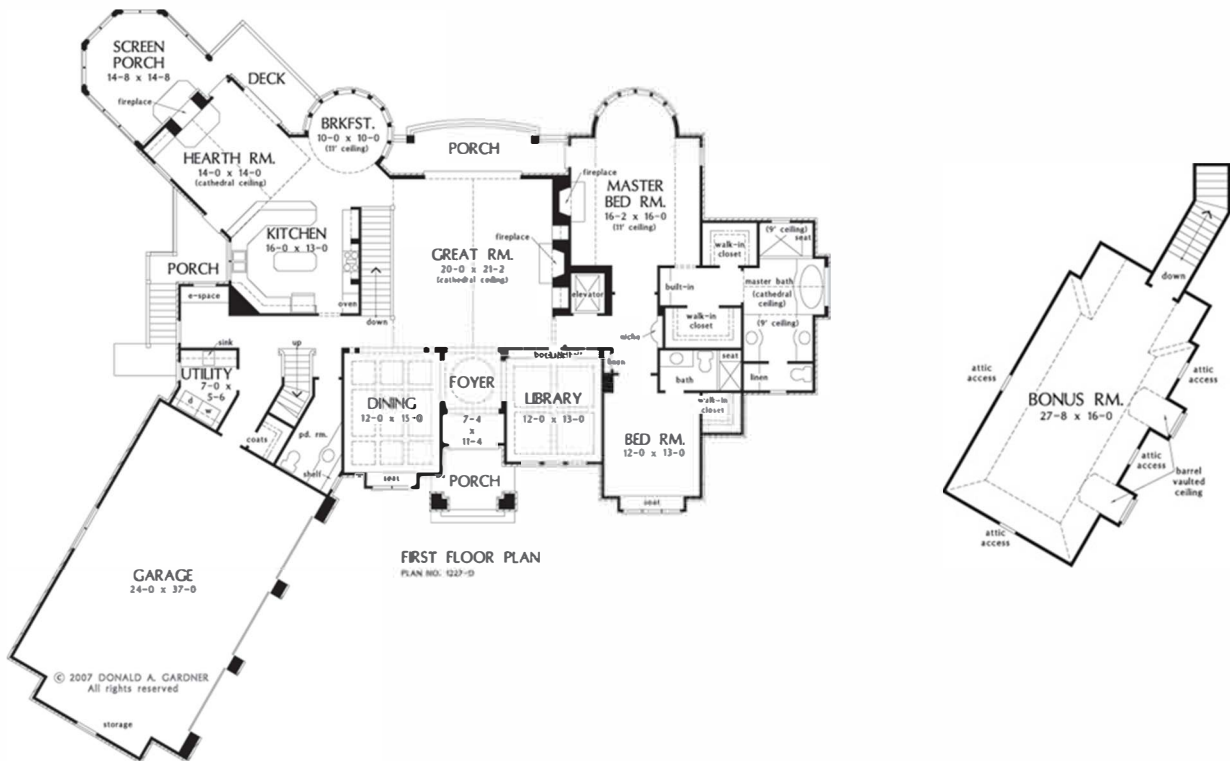 SCREEN
PORCH
14-8 x 14-8
fireplace
DECK
BRKFST.
10-0 x 10-0
(11' ceiling)
HEARTH RM.
14-0 x 14-0
(cathedral ceiling)
PORCH
fireplace
MASTER
BED RM.
16-2 x 16-0
(11' ceiling)
KITCHEN
16-0 x 13-0
GREAT RM.
20-0 x 21-2
(cathedral ceiling)
fireplace
walk-in
closet
(9' ceiling)
seat
PORCH
e-space
oven
down
elevator
built-in
master bath
(cathedral
ceiling)
walk-in
closet
(9' ceiling)
niche
sink
up
UTILITY
7-0 x
5-6
d
w
linen
bath
seat
linen
walk-in
closet
DINING
FOYER
7-4
x
11-4
LIBRARY
12-0 x 13-0
BED RM.
12-0 x 13-0
coats
pd. rm.
shelf
seat
PORCH
seat
FIRST FLOOR PLAN
PLAN NO. 1227-D
GARAGE
24-0 x 37-0
© 2007 DONALD A. GARDNER
All rights reserved
storage
down
attic
access
attic
access
BONUS RM.
27-8 x 16-0
attic
access
barrel
vaulted
ceiling
attic
access